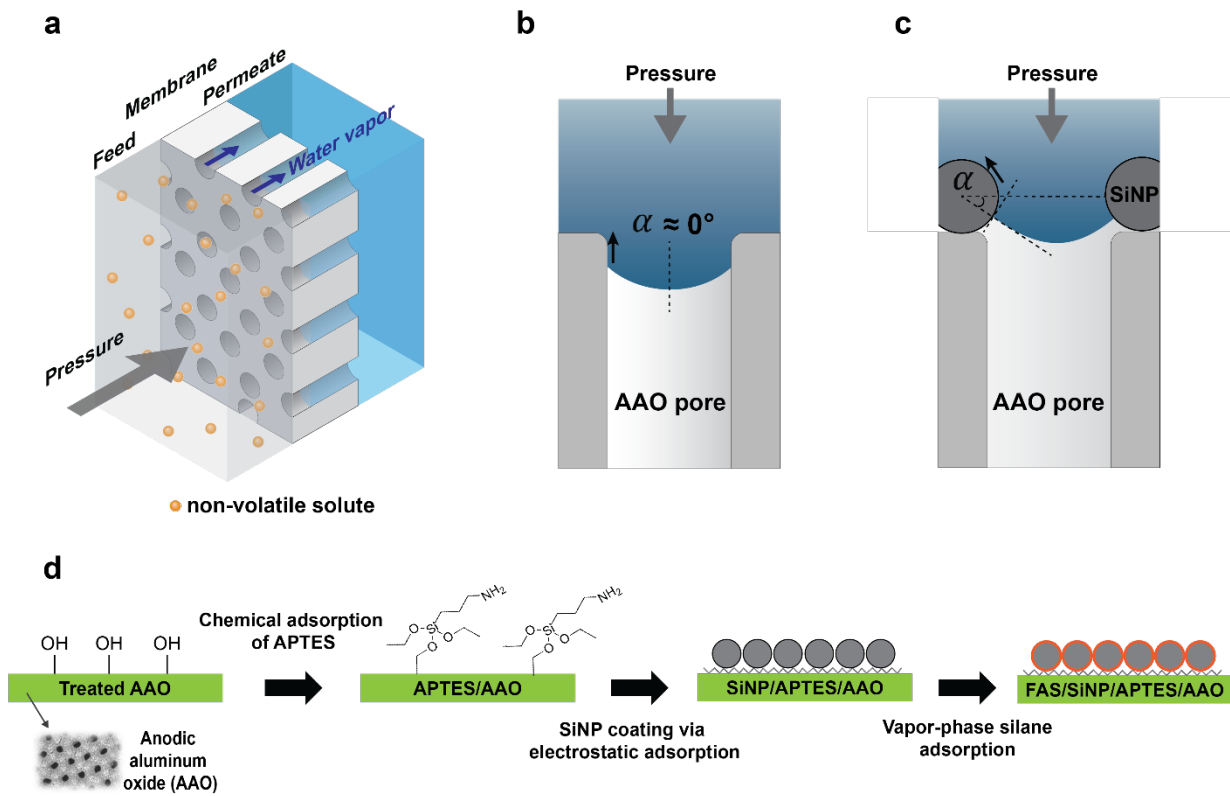 a
Membrane
Permeate
Feed
Water vapor
Pressure
non-volatile solute
b
Pressure
α ≈ 0°
AAO pore
c
Pressure
α
SiNP
AAO pore
d
OH OH OH
Treated AAO
Anodic
aluminum
oxide (AAO)
Chemical adsorption
of APTES
NH2 NH2
Si Si
O O O O O O
APTES/AAO
SiNP coating via
electrostatic adsorption
SiNP/APTES/AAO
Vapor-phase silane
adsorption
FAS/SiNP/APTES/AAO